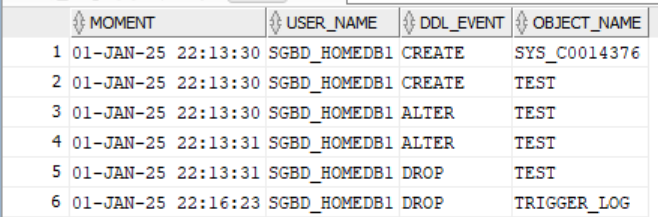 MOMENT USER_NAME DDL_EVENT OBJECT_NAME
1 01-JAN-25 22:13:30 SGBD_HOMEDB1 CREATE SYS_C0014376
2 01-JAN-25 22:13:30 SGBD_HOMEDB1 CREATE TEST
3 01-JAN-25 22:13:30 SGBD_HOMEDB1 ALTER TEST
4 01-JAN-25 22:13:31 SGBD_HOMEDB1 ALTER TEST
5 01-JAN-25 22:13:31 SGBD_HOMEDB1 DROP TEST
6 01-JAN-25 22:16:23 SGBD_HOMEDB1 DROP TRIGGER_LOG